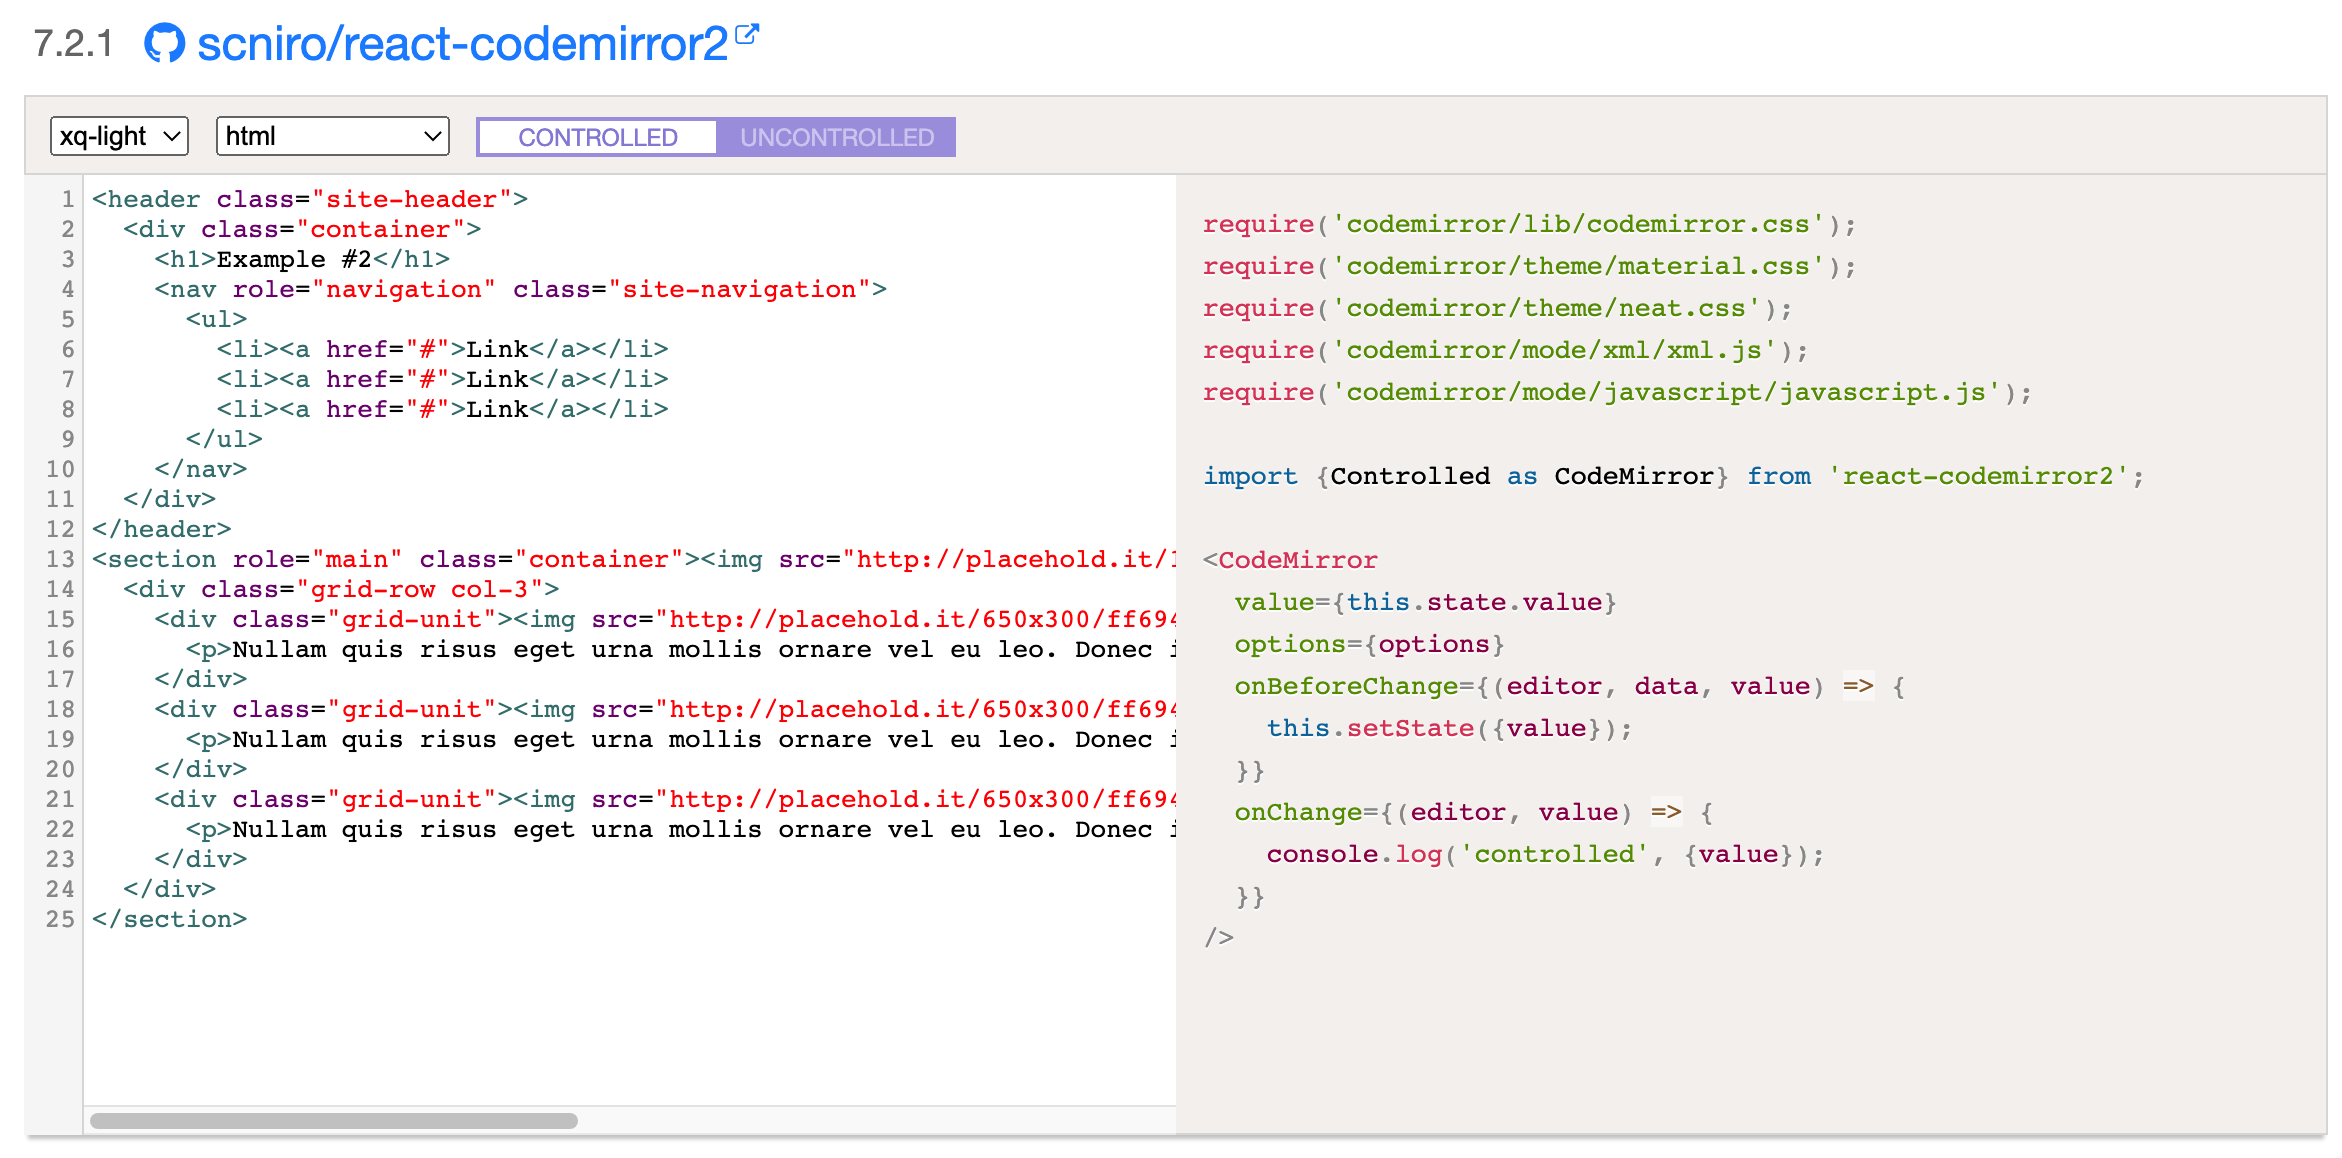 7.2.1 scniro/react-codemirror2
xq-light html CONTROLLED UNCONTROLLED
1 <header class="site-header">
2   <div class="container">
3     <h1>Example #2</h1>
4     <nav role="navigation" class="site-navigation">
5       <ul>
6         <li><a href="#">Link</a></li>
7         <li><a href="#">Link</a></li>
8         <li><a href="#">Link</a></li>
9       </ul>
10     </nav>
11   </div>
12 </header>
13 <section role="main" class="container"><img src="http://placehold.it/1
14   <div class="grid-row col-3">
15     <div class="grid-unit"><img src="http://placehold.it/650x300/ff694
16       <p>Nullam quis risus eget urna mollis ornare vel eu leo. Donec i
17     </div>
18     <div class="grid-unit"><img src="http://placehold.it/650x300/ff694
19       <p>Nullam quis risus eget urna mollis ornare vel eu leo. Donec i
20     </div>
21     <div class="grid-unit"><img src="http://placehold.it/650x300/ff694
22       <p>Nullam quis risus eget urna mollis ornare vel eu leo. Donec i
23     </div>
24   </div>
25 </section>
require('codemirror/lib/codemirror.css');
require('codemirror/theme/material.css');
require('codemirror/theme/neat.css');
require('codemirror/mode/xml/xml.js');
require('codemirror/mode/javascript/javascript.js');
import {Controlled as CodeMirror} from 'react-codemirror2';
<CodeMirror
  value={this.state.value}
  options={options}
  onBeforeChange={(editor, data, value) => {
    this.setState({value});
  }}
  onChange={(editor, value) => {
    console.log('controlled', {value});
  }}
/>